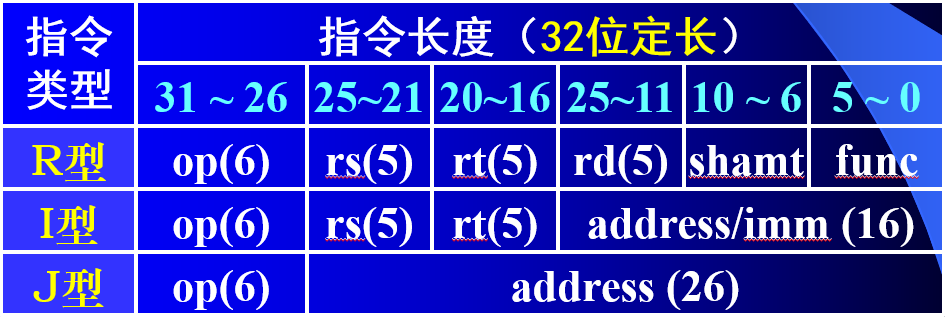 指令类型 指令长度（32位定长）
31 ~ 26 25~21 20~16 25~11 10 ~ 6 5 ~ 0
R型 op(6) rs(5) rt(5) rd(5) shamt func
I型 op(6) rs(5) rt(5) address/imm (16)
J型 op(6) address (26)